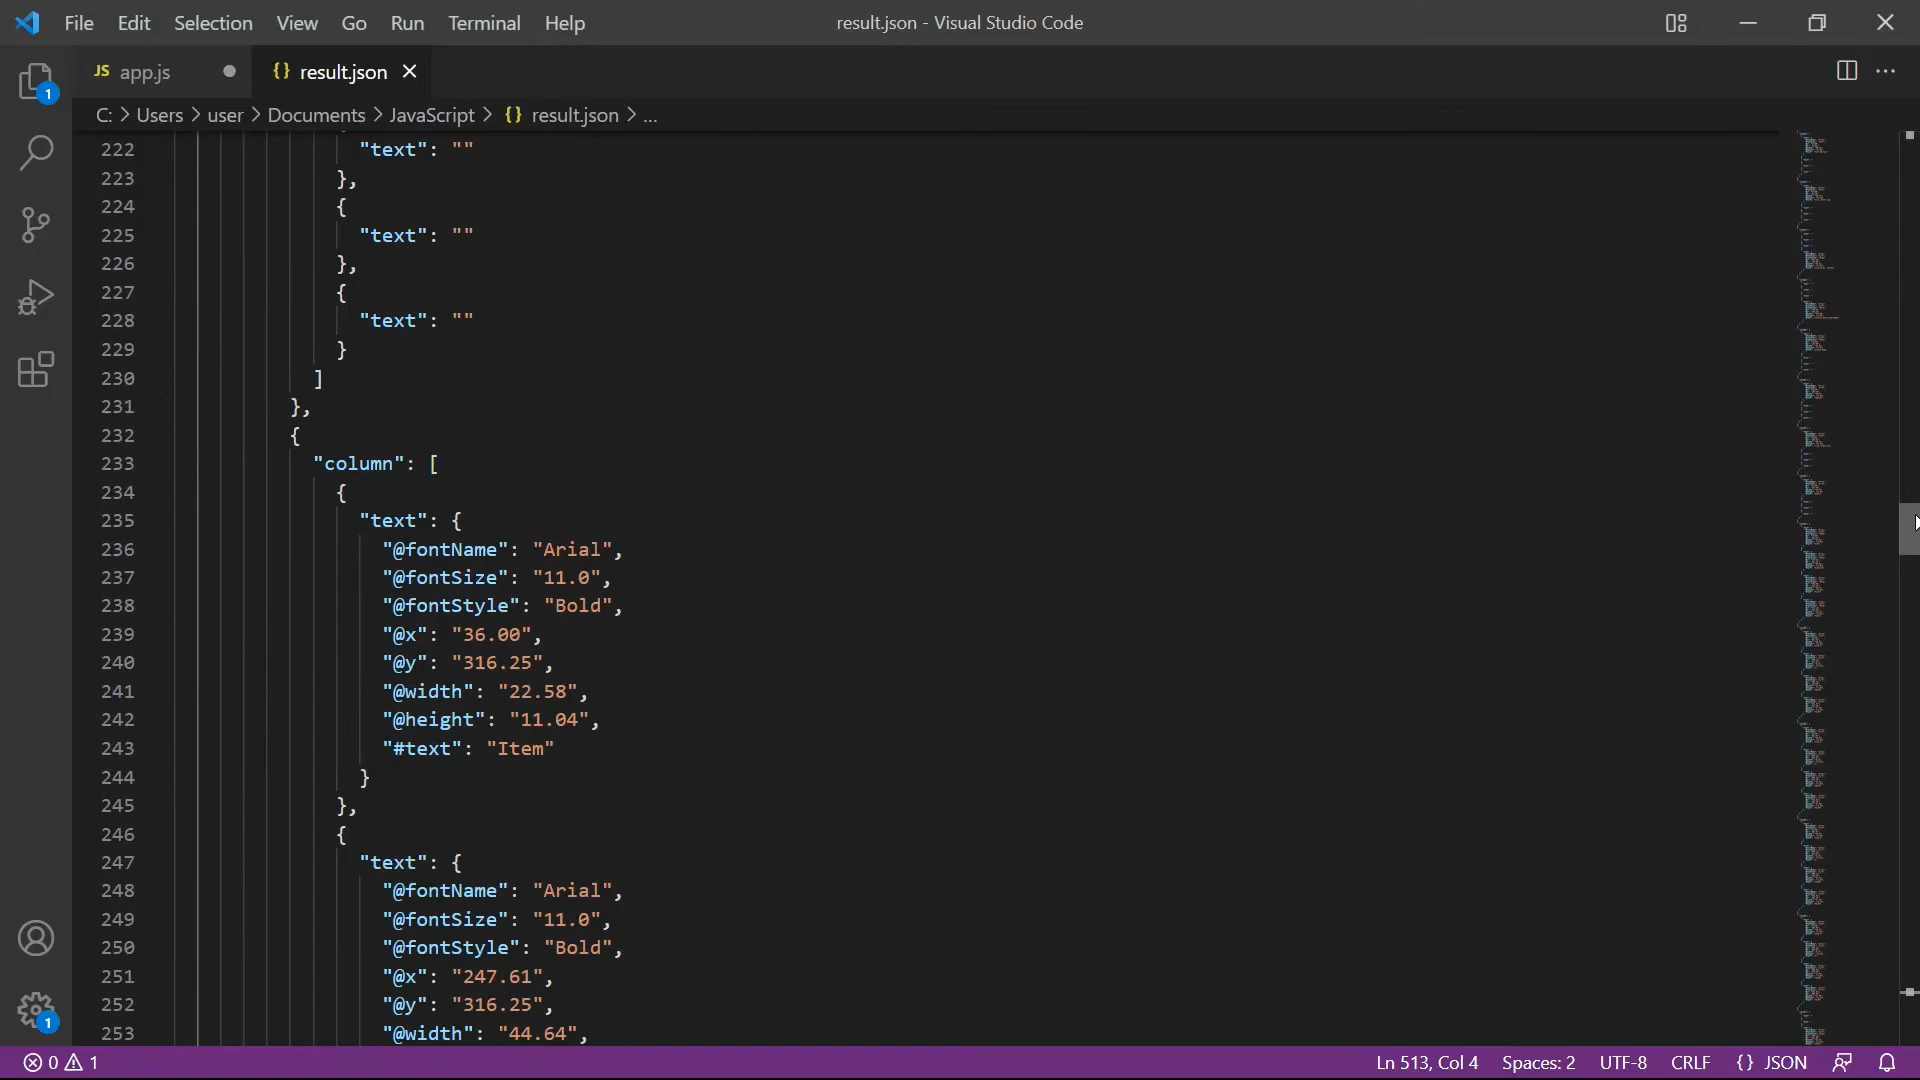 File Edit Selection View Go Run Terminal Help result.json - Visual Studio Code
JS app.js {} result.json
C: > Users > user > Documents > JavaScript > {} result.json > ...
1
222 "text": ""
223 },
224 {
225 "text": ""
226 },
227 {
228 "text": ""
229 }
230 ]
231 },
232 {
233 "column": [
234 {
235 "text": {
236 "@fontName": "Arial",
237 "@fontSize": "11.0",
238 "@fontStyle": "Bold",
239 "@x": "36.00",
240 "@y": "316.25",
241 "@width": "22.58",
242 "@height": "11.04",
243 "#text": "Item"
244 }
245 },
246 {
247 "text": {
248 "@fontName": "Arial",
249 "@fontSize": "11.0",
250 "@fontStyle": "Bold",
251 "@x": "247.61",
252 "@y": "316.25",
253 "@width": "44.64",
1
0 1 Ln 513, Col 4 Spaces: 2 UTF-8 CRLF {} JSON